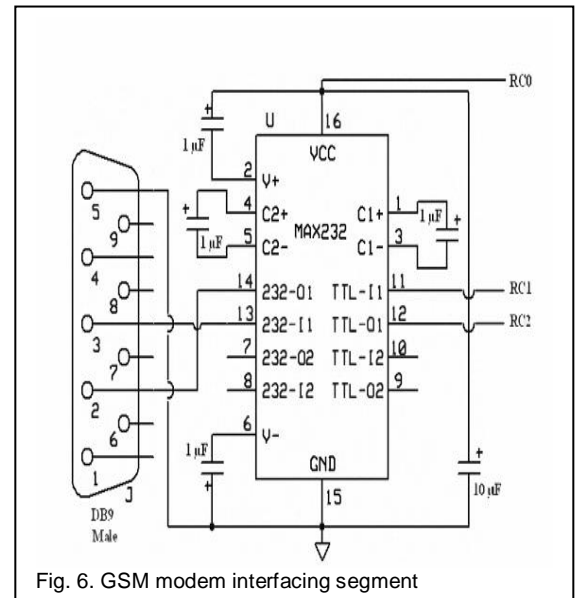 RC0
+
1 µF
U
16
VCC
2
V+
MAX232
+
1 µF
4
C2+
5
C2-
C1+
1
C1-
3
1 µF
+
5
9
4
8
3
7
2
6
1
J
DB9
Male
14
232-O1
TTL-I1
11
RC1
13
232-I1
TTL-O1
12
RC2
7
232-O2
TTL-I2
10
8
232-I2
TTL-O2
9
6
V-
1 µF
+
GND
15
+
10 µF
Fig. 6. GSM modem interfacing segment